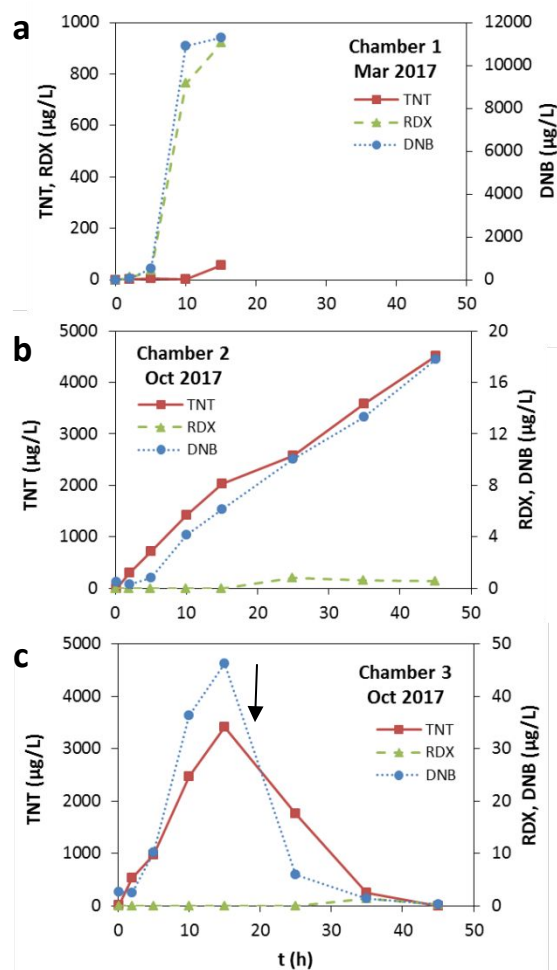 a
Chamber 1
Mar 2017
TNT
RDX
DNB
TNT, RDX (µg/L)
1000
800
600
400
200
0
DNB (µg/L)
12000
10000
8000
6000
4000
2000
0
0 10 20 30 40 50
b
Chamber 2
Oct 2017
TNT
RDX
DNB
TNT (µg/L)
5000
4000
3000
2000
1000
0
RDX, DNB (µg/L)
20
16
12
8
4
0
0 10 20 30 40 50
c
Chamber 3
Oct 2017
TNT
RDX
DNB
TNT (µg/L)
5000
4000
3000
2000
1000
0
RDX, DNB (µg/L)
50
40
30
20
10
0
0 10 20 30 40 50
t (h)